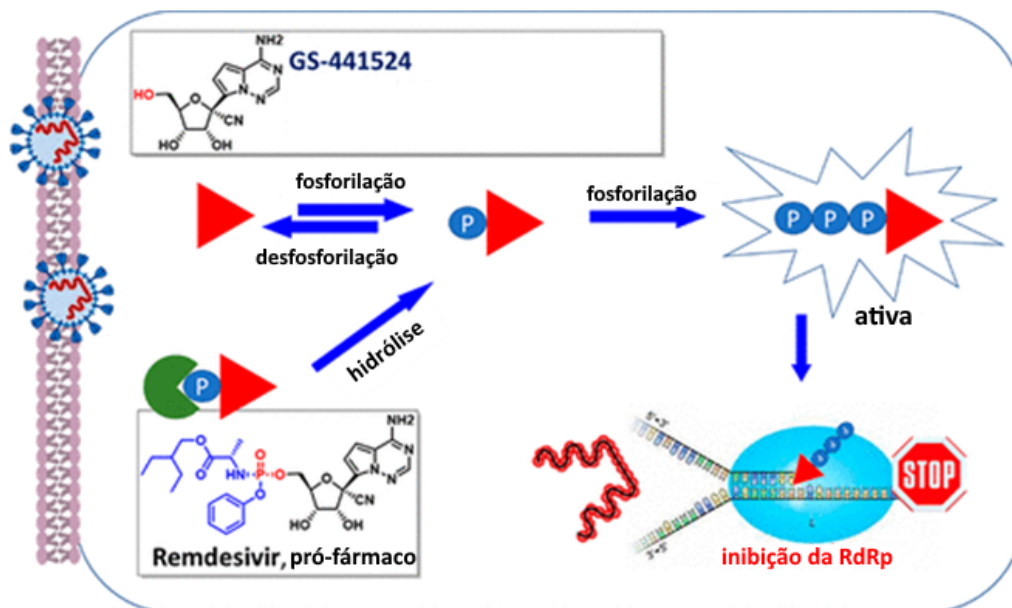 NH2
GS-441524
N
N
N
HO
O
CN
HO
OH
fosforilação
fosforilação
P
P P P
desfosforilação
ativa
hidrólise
P
NH2
O
O
O
HN
P
O
O
O
N
N
N
CN
HO
OH
Remdesivir, pró-fármaco
5'•3'
STOP
L
3'•5'
inibição da RdRp